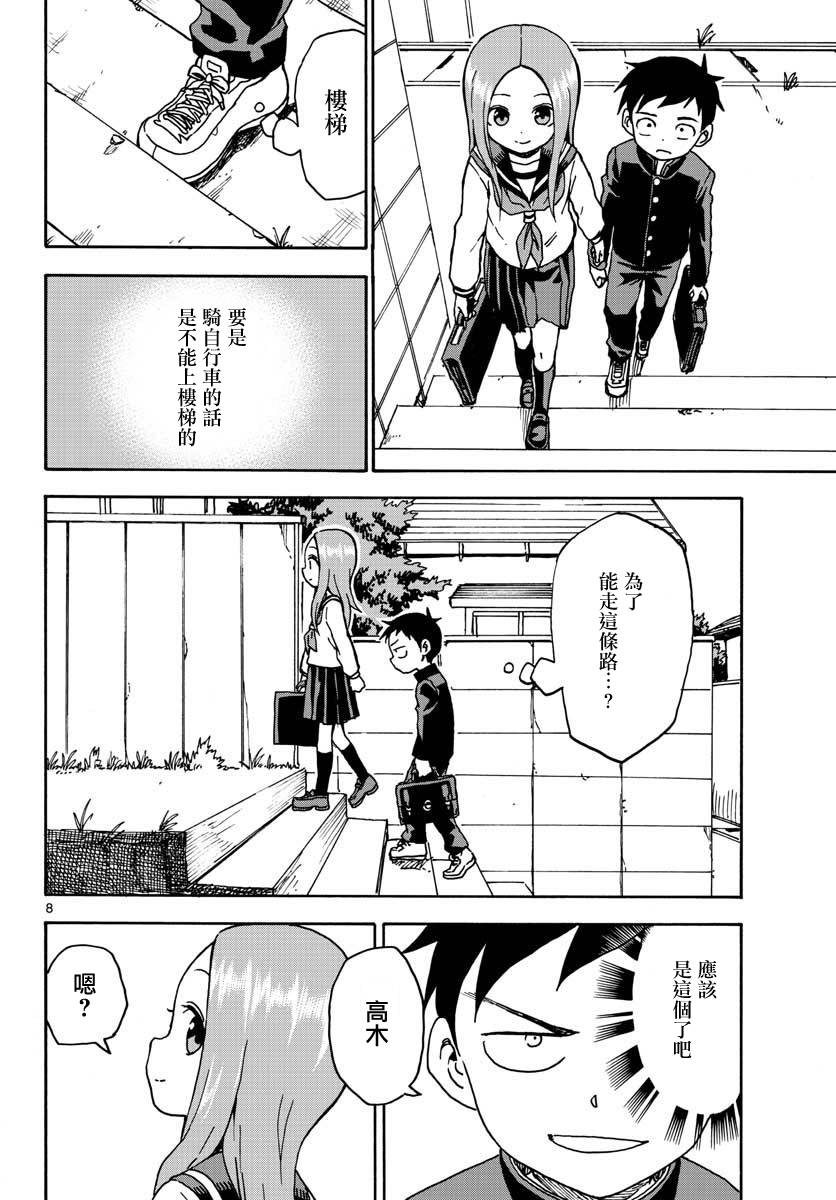 樓梯
要是
騎自行車的話
是不能上樓梯的
為了
能走這條路…？
應該
是這個了吧
高木
嗯？
8